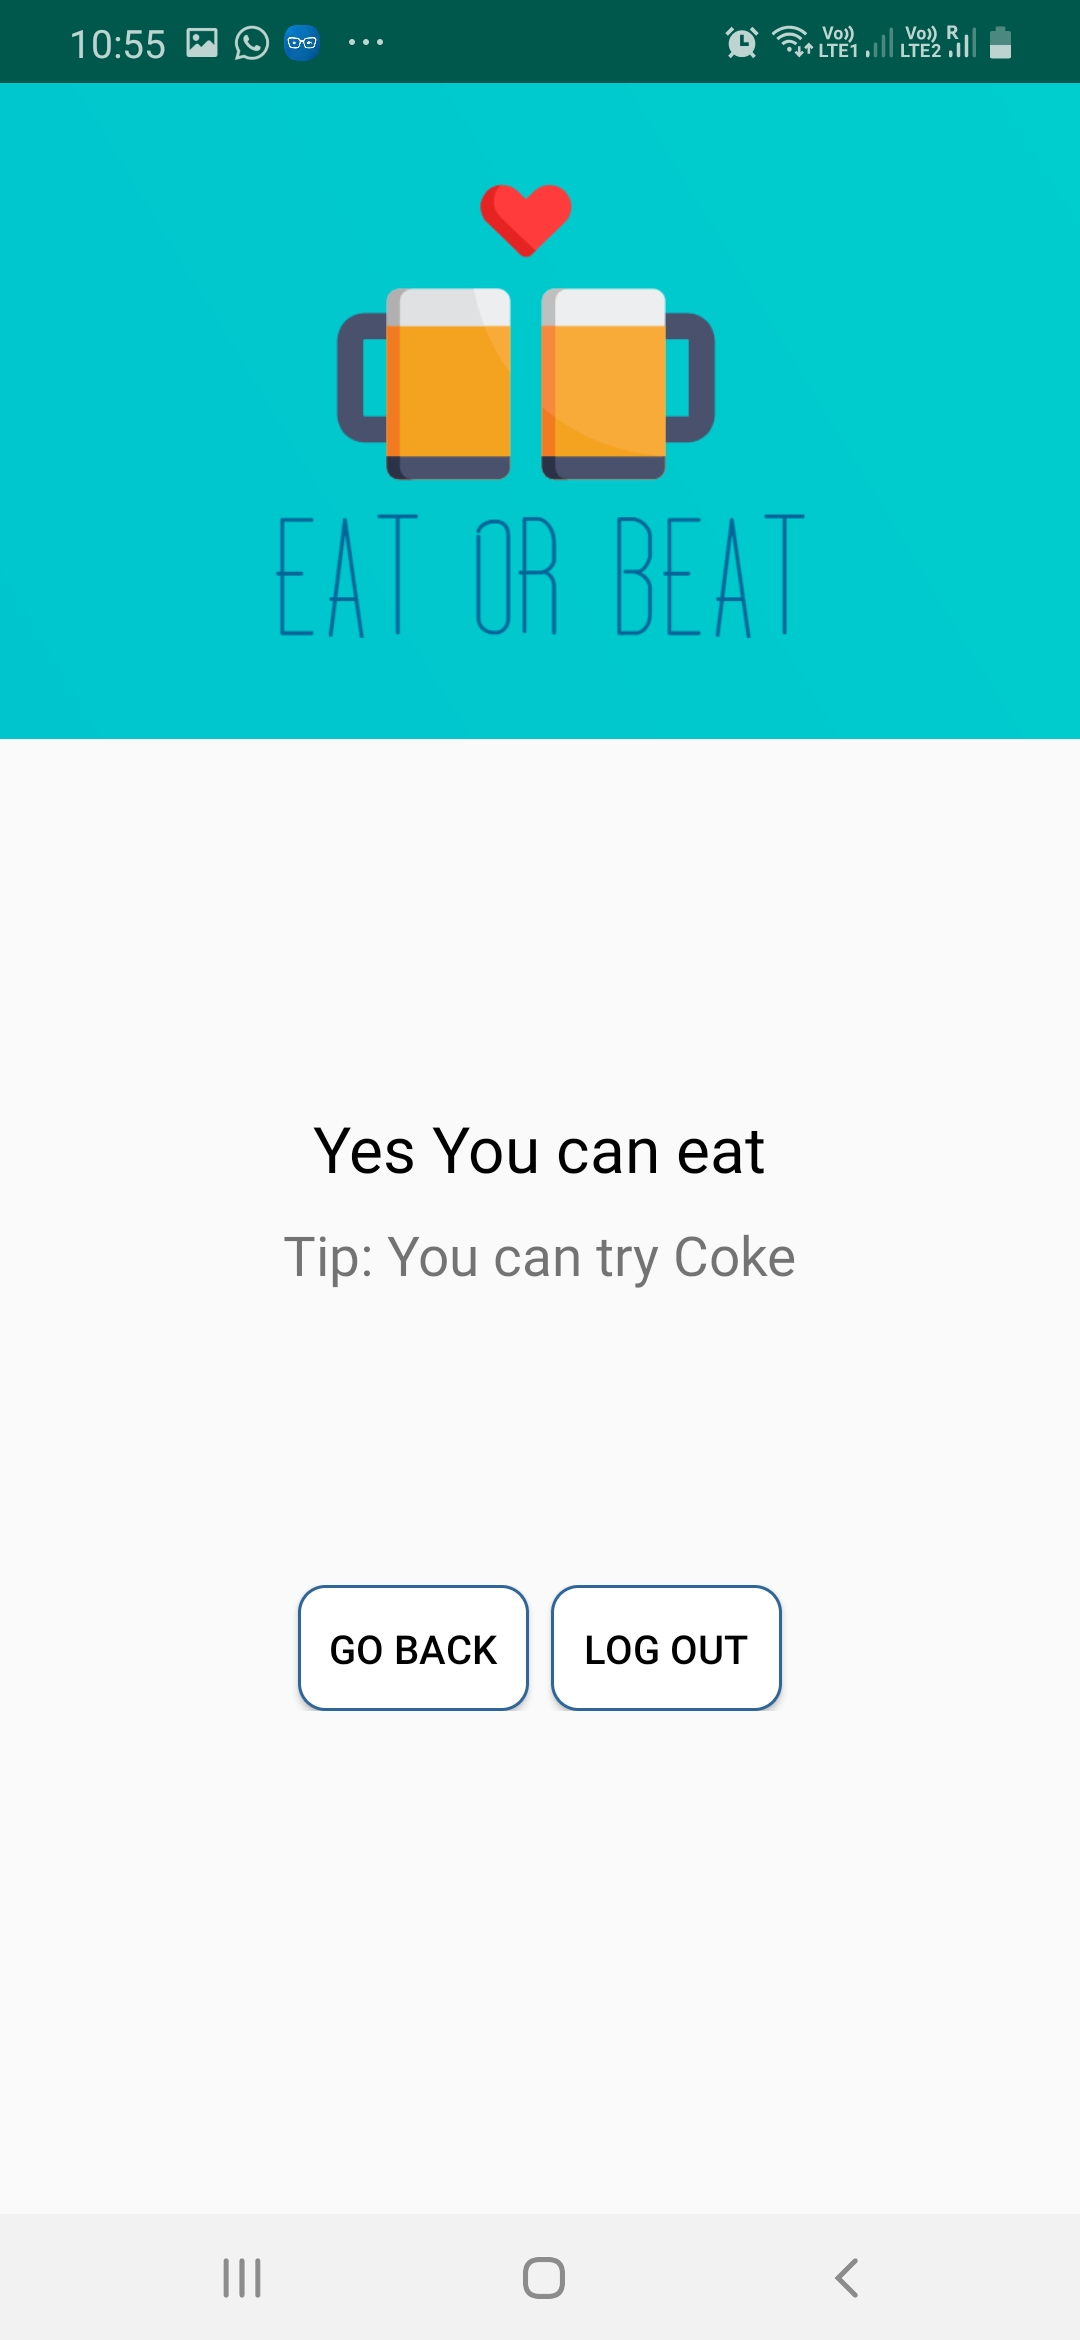 10:55 Vo)) LTE1 Vo)) LTE2 R
EAT OR BEAT
Yes You can eat
Tip: You can try Coke
GO BACK LOG OUT